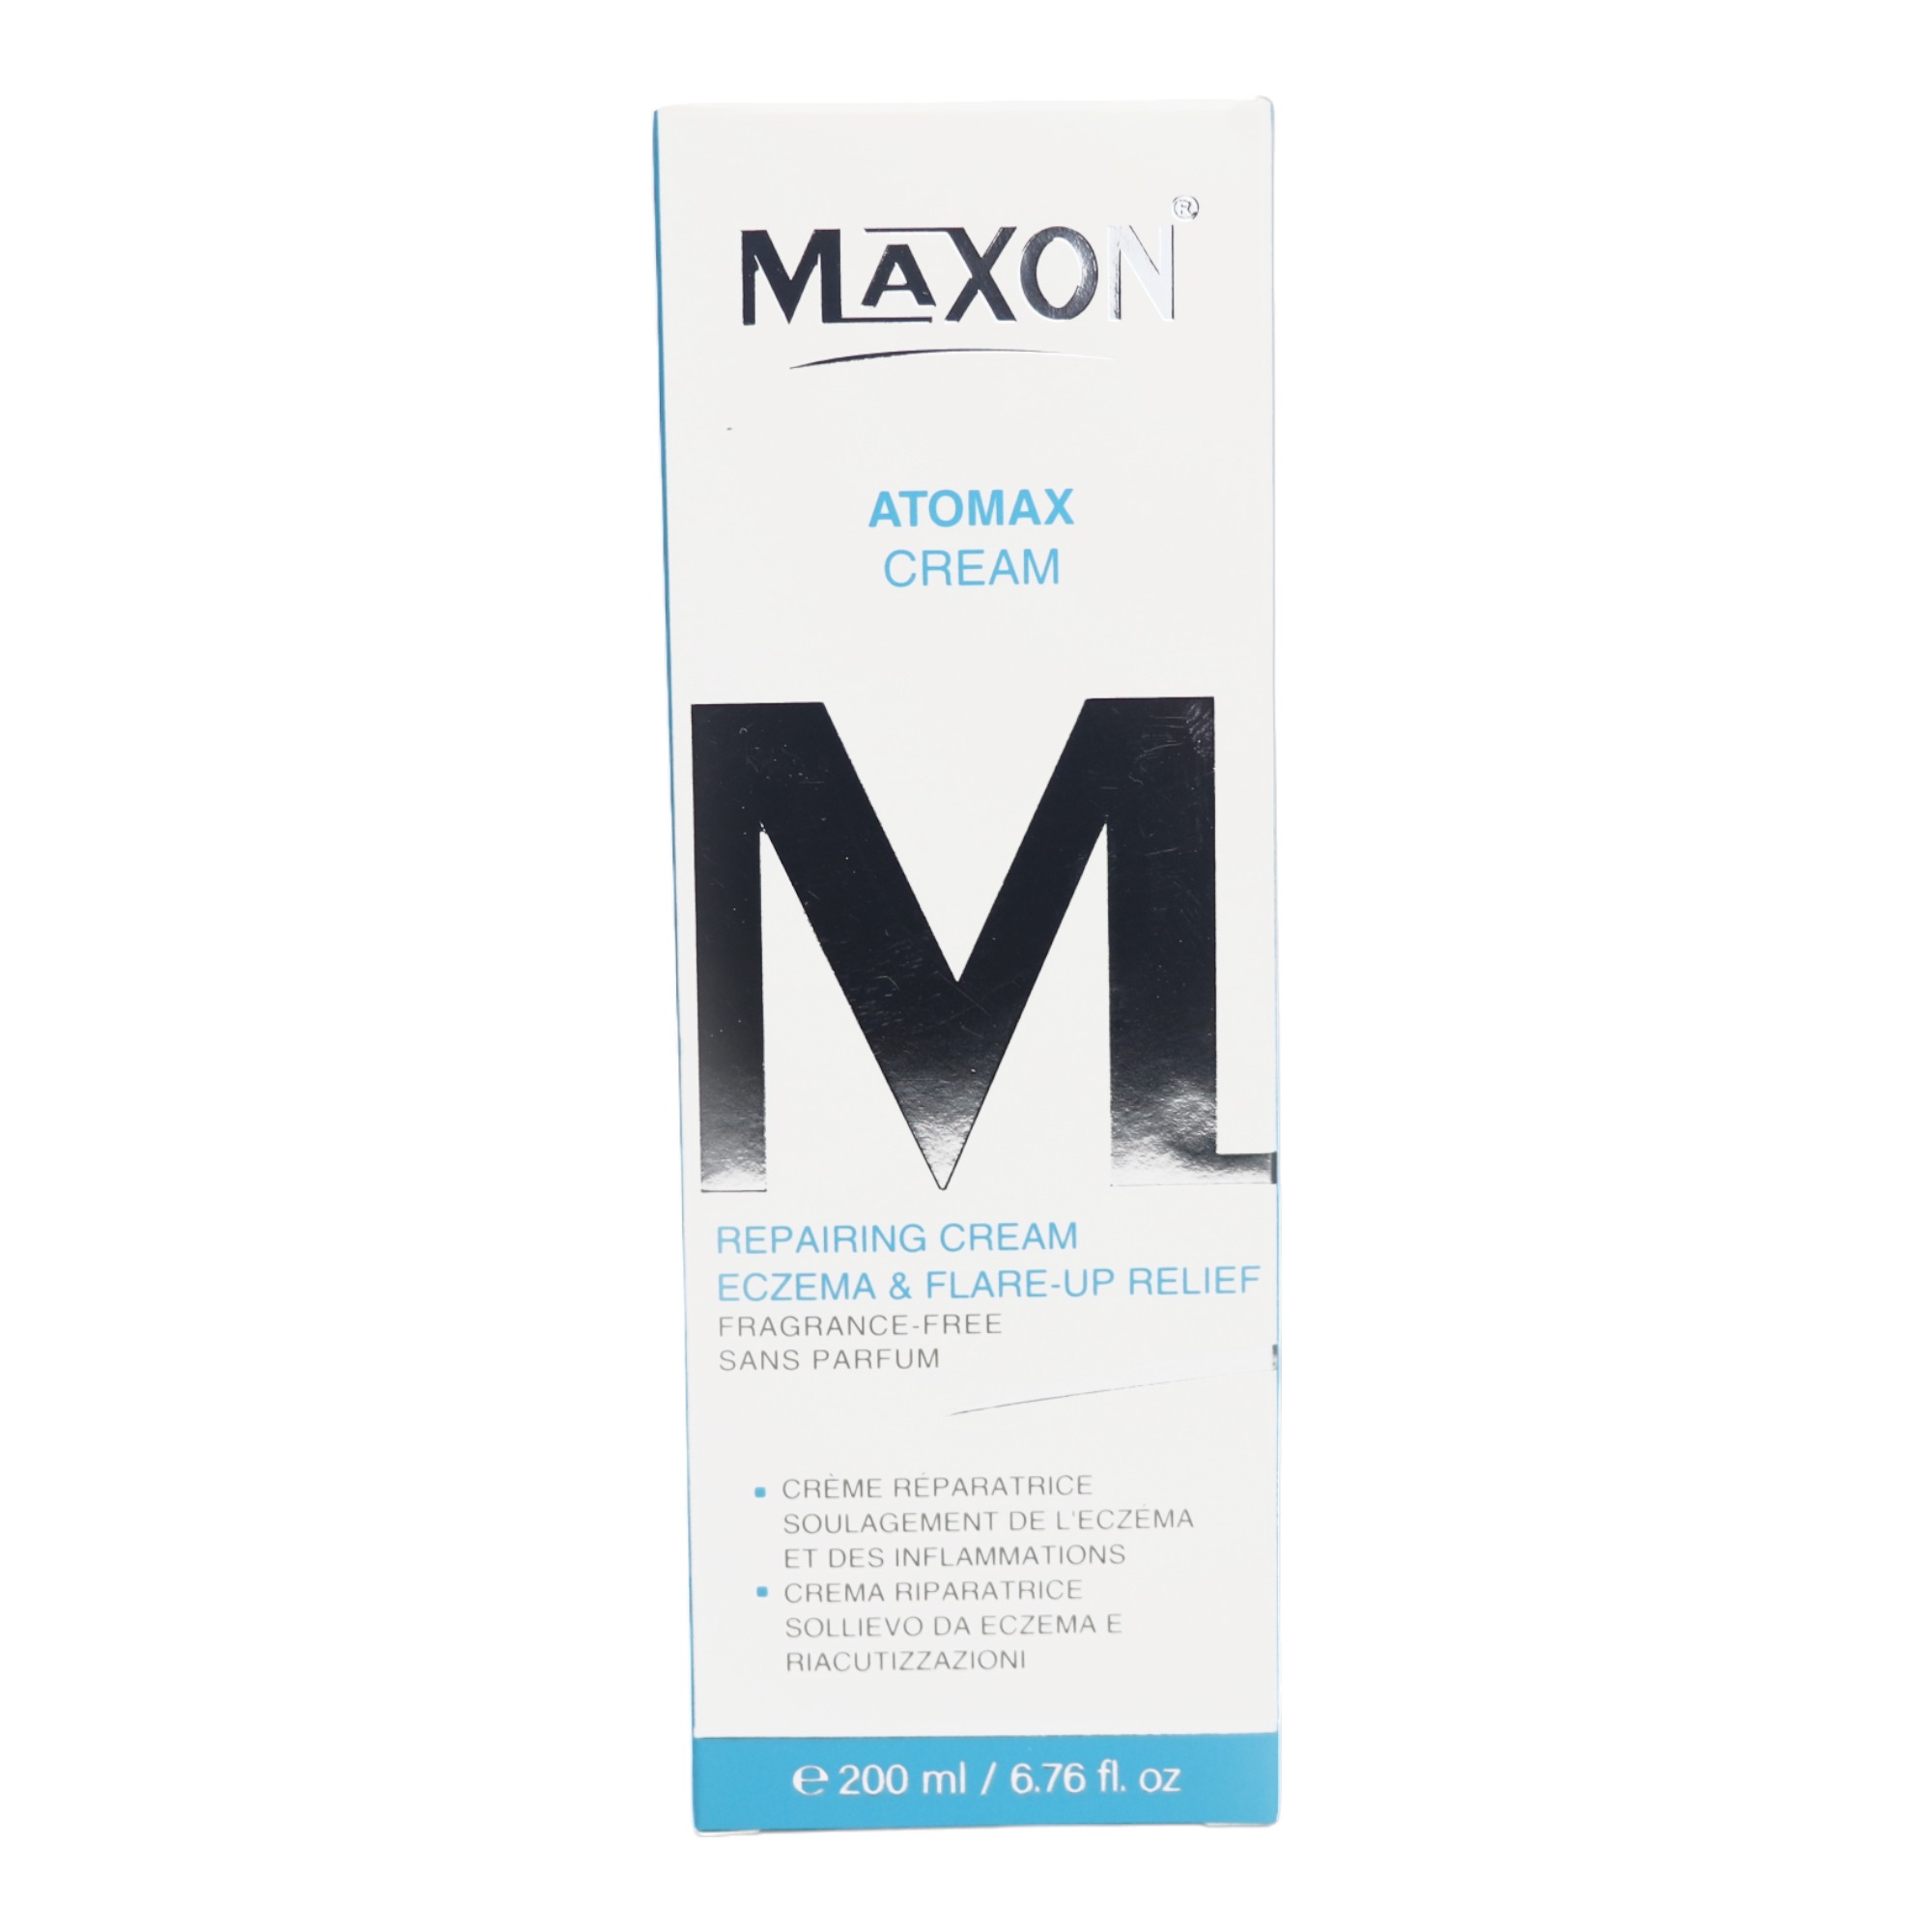 MAXON®
ATOMAX
CREAM
M
REPAIRING CREAM
ECZEMA & FLARE-UP RELIEF
FRAGRANCE-FREE
SANS PARFUM
▪ CRÈME RÉPARATRICE
SOULAGEMENT DE L'ECZÉMA
ET DES INFLAMMATIONS
▪ CREMA RIPARATRICE
SOLLIEVO DA ECZEMA E
RIACUTIZZAZIONI
℮ 200 ml / 6.76 fl. oz